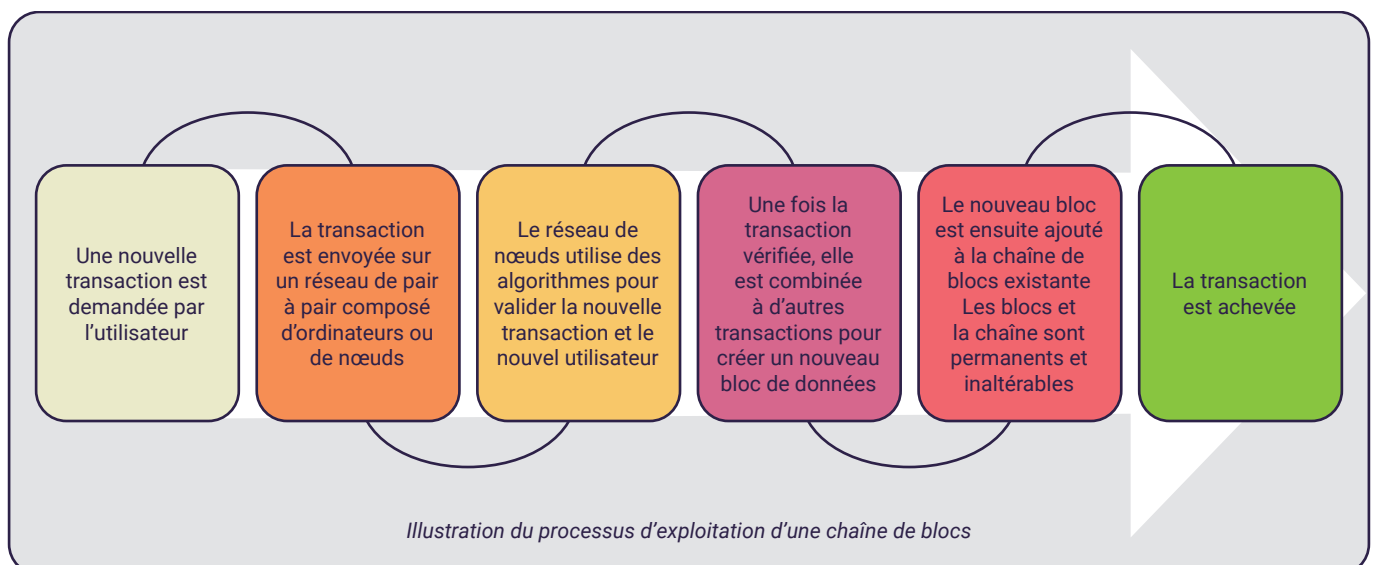 Une nouvelle
transaction est
demandée par
l’utilisateur
La transaction
est envoyée sur
un réseau de pair
à pair composé
d’ordinateurs ou
de nœuds
Le réseau de
nœuds utilise des
algorithmes pour
valider la nouvelle
transaction et le
nouvel utilisateur
Une fois la
transaction
vérifiée, elle
est combinée
à d’autres
transactions pour
créer un nouveau
bloc de données
Le nouveau bloc
est ensuite ajouté
à la chaîne de
blocs existante
Les blocs et
la chaîne sont
permanents et
inaltérables
La transaction
est achevée
Illustration du processus d’exploitation d’une chaîne de blocs